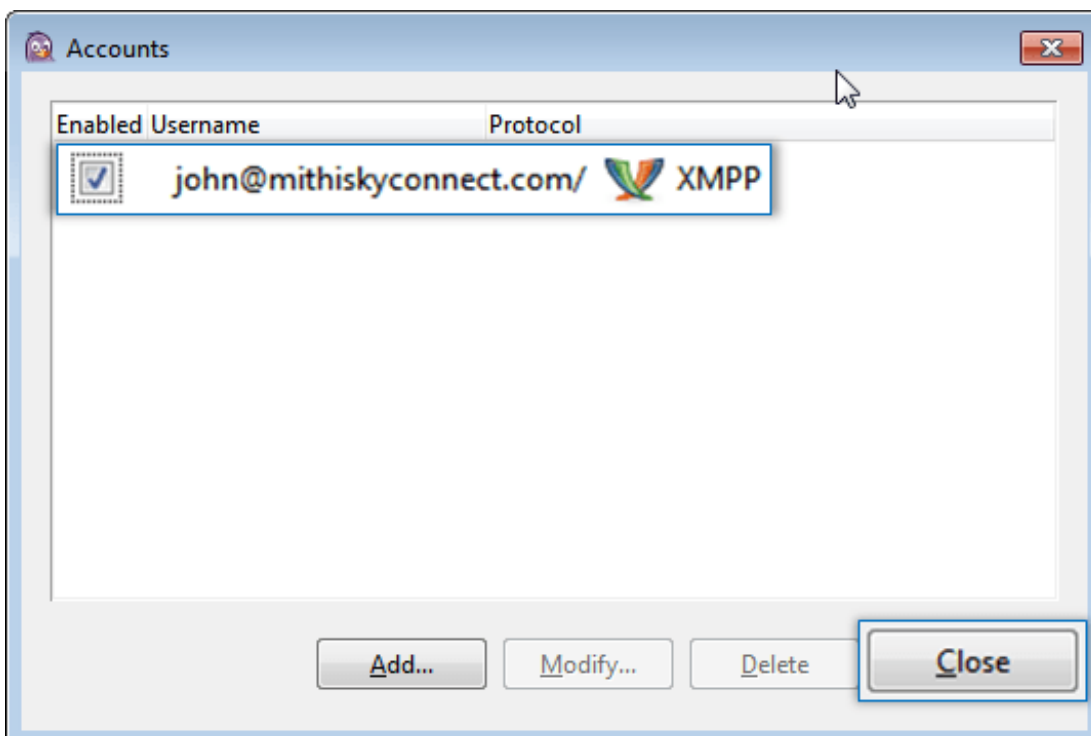 Accounts
Enabled Username Protocol
john@mithiskyconnect.com/ XMPP
Add... Modify... Delete Close